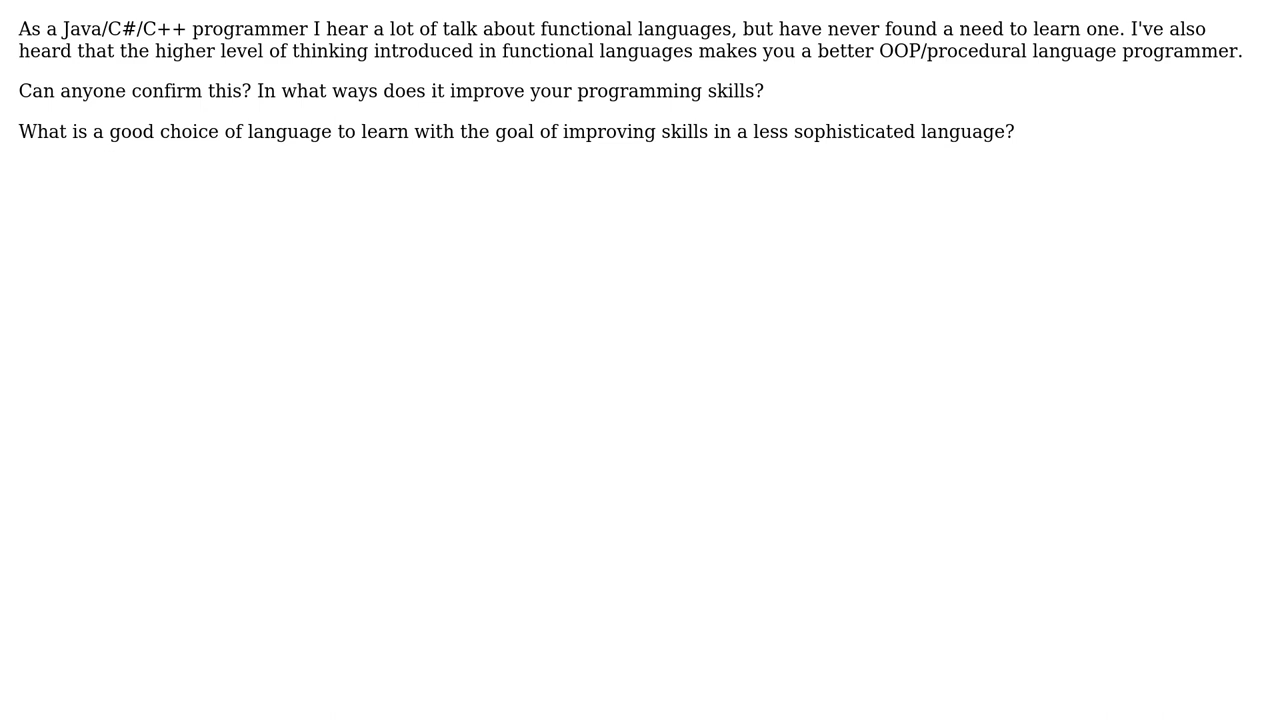 As a Java/C#/C++ programmer I hear a lot of talk about functional languages, but have never found a need to learn one. I've also
heard that the higher level of thinking introduced in functional languages makes you a better OOP/procedural language programmer.
Can anyone confirm this? In what ways does it improve your programming skills?
What is a good choice of language to learn with the goal of improving skills in a less sophisticated language?